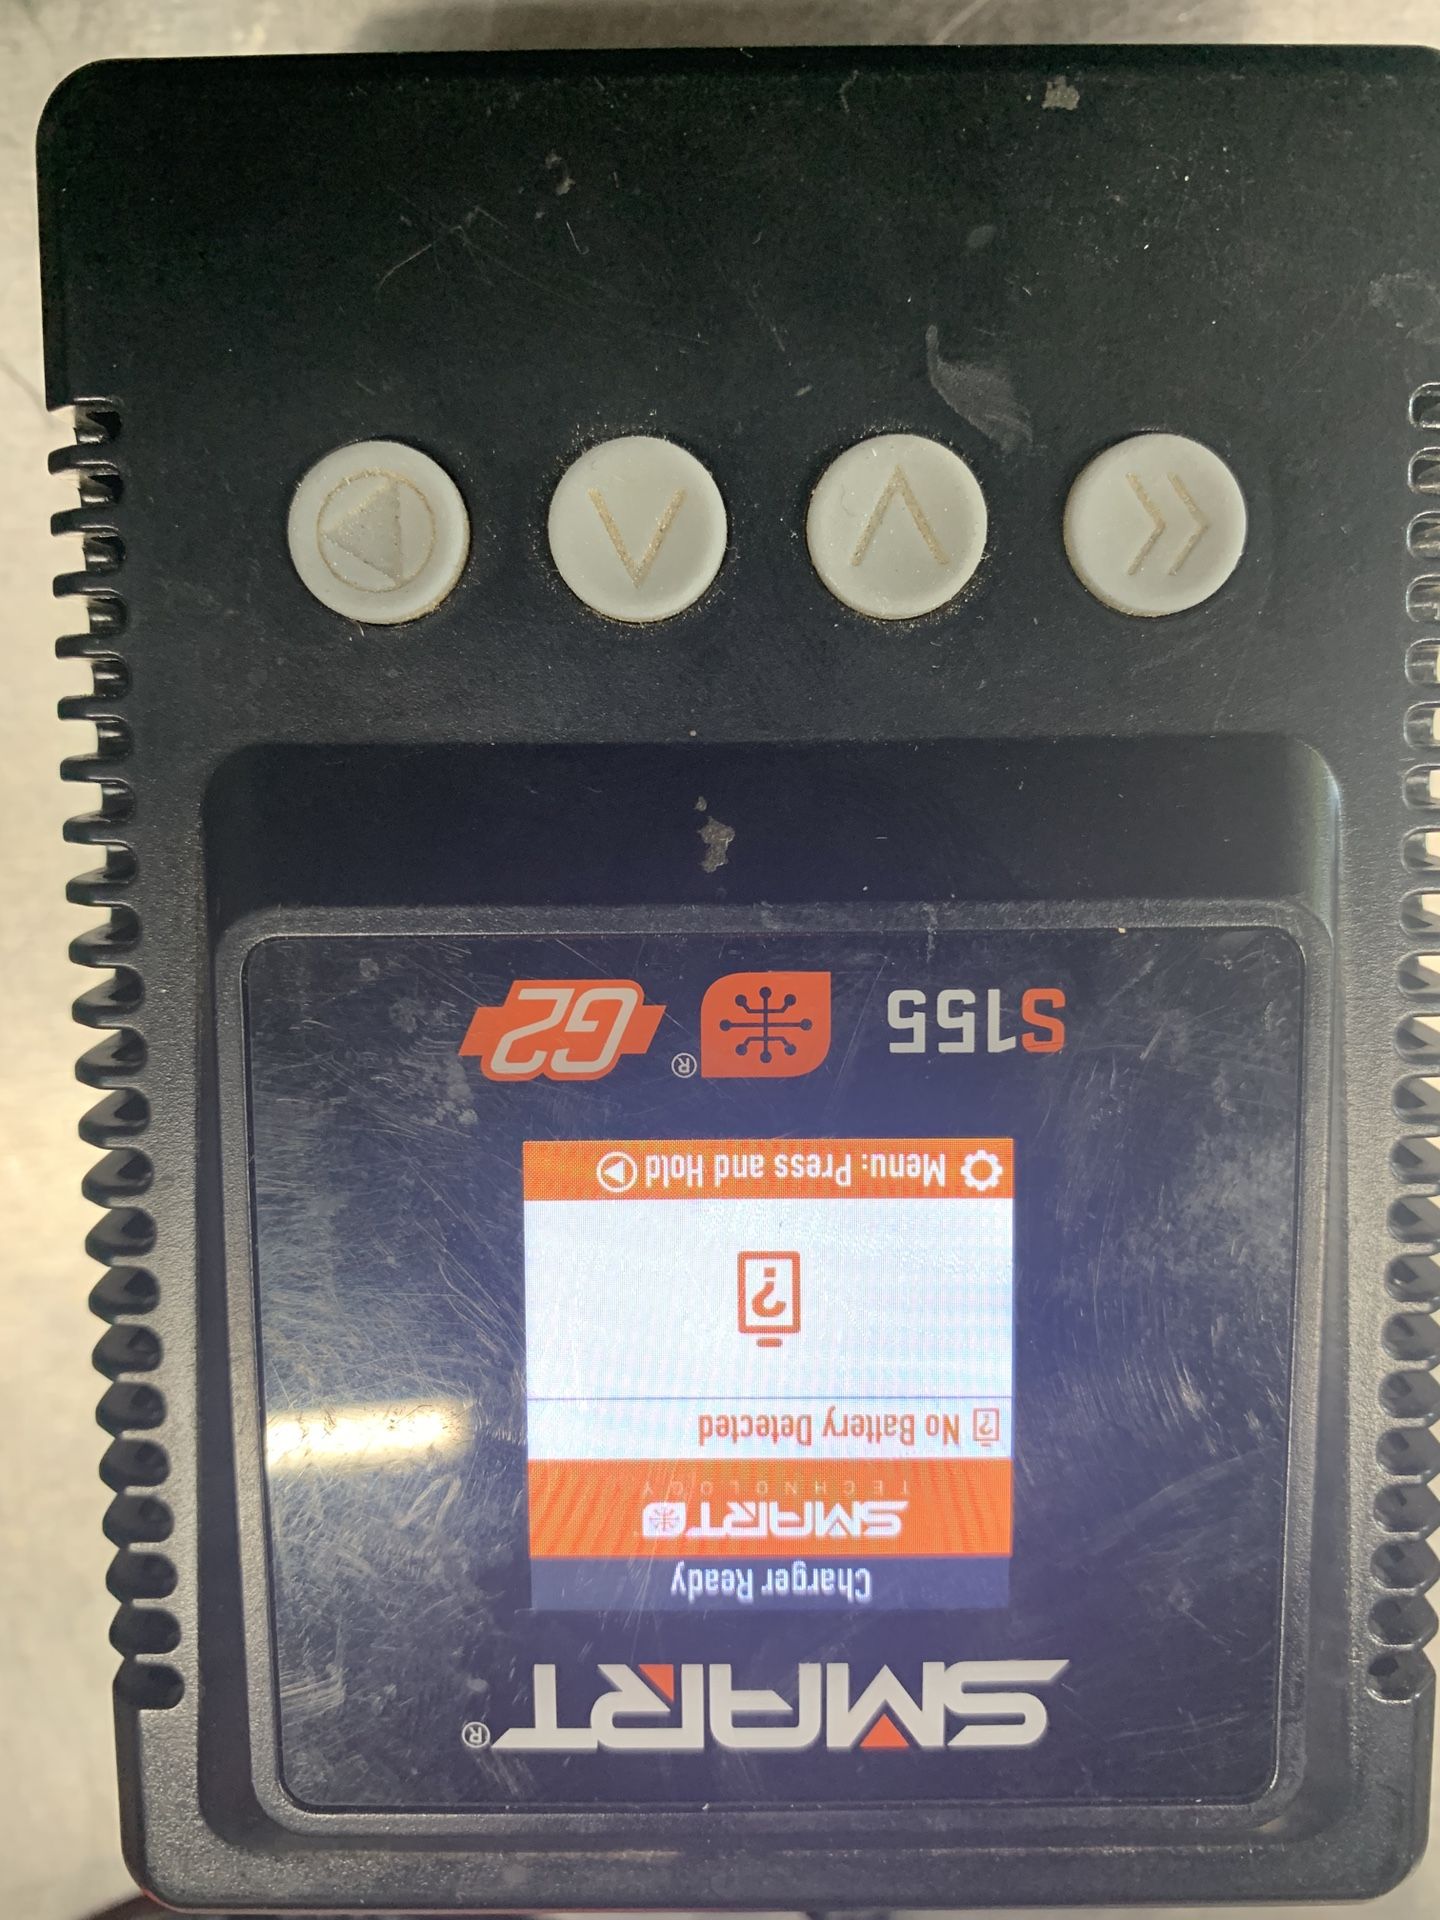 SMART®
Charger Ready
SMART
TECHNOLOGY
No Battery Detected
?
Menu: Press and Hold
S155 ® G2